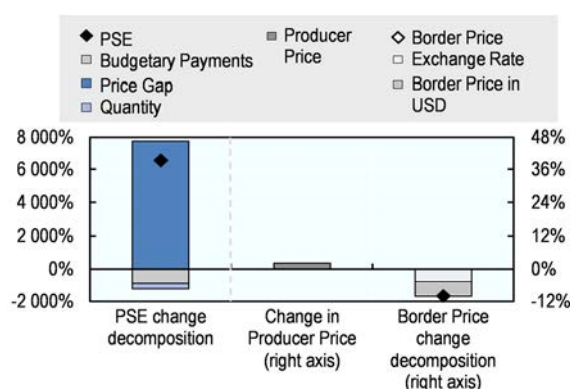 PSE
Budgetary Payments
Price Gap
Quantity
Producer
Price
Border Price
Exchange Rate
Border Price in
USD
8 000%
6 000%
4 000%
2 000%
0%
-2 000%
48%
36%
24%
12%
0%
-12%
PSE change
decomposition
Change in
Producer Price
(right axis)
Border Price
change
decomposition
(right axis)